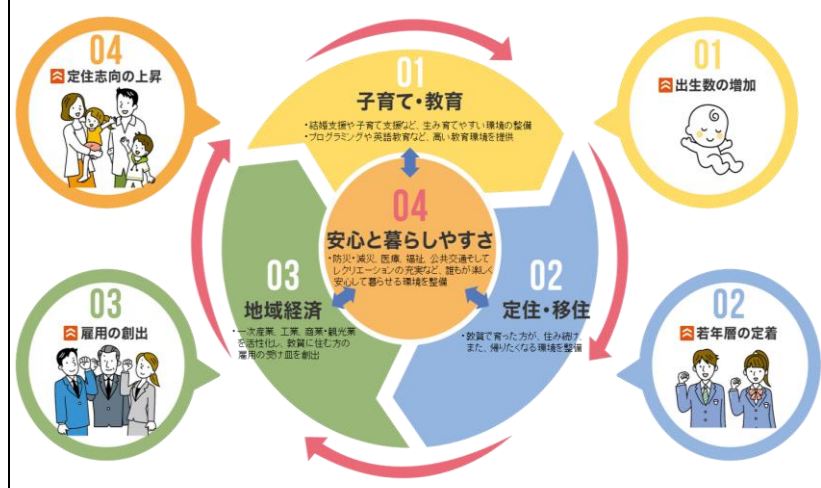 04
定住志向の上昇
01
出生数の増加
01
子育て・教育
・結婚支援や子育て支援など、生み育てやすい環境の整備
・プログラミングや英語教育など、高い教育環境を提供
04
安心と暮らしやすさ
・防災・減災、医療、福祉、公共交通そして
レクリエーションの充実など、誰もが楽しく
安心して暮らせる環境を整備
03
地域経済
・一次産業、工業、商業・観光業
を活性化し、敦賀に住む方の
雇用の受け皿を創出
02
定住・移住
・敦賀で育った方が、住み続け、
また、帰りたくなる環境を整備
03
雇用の創出
02
若年層の定着